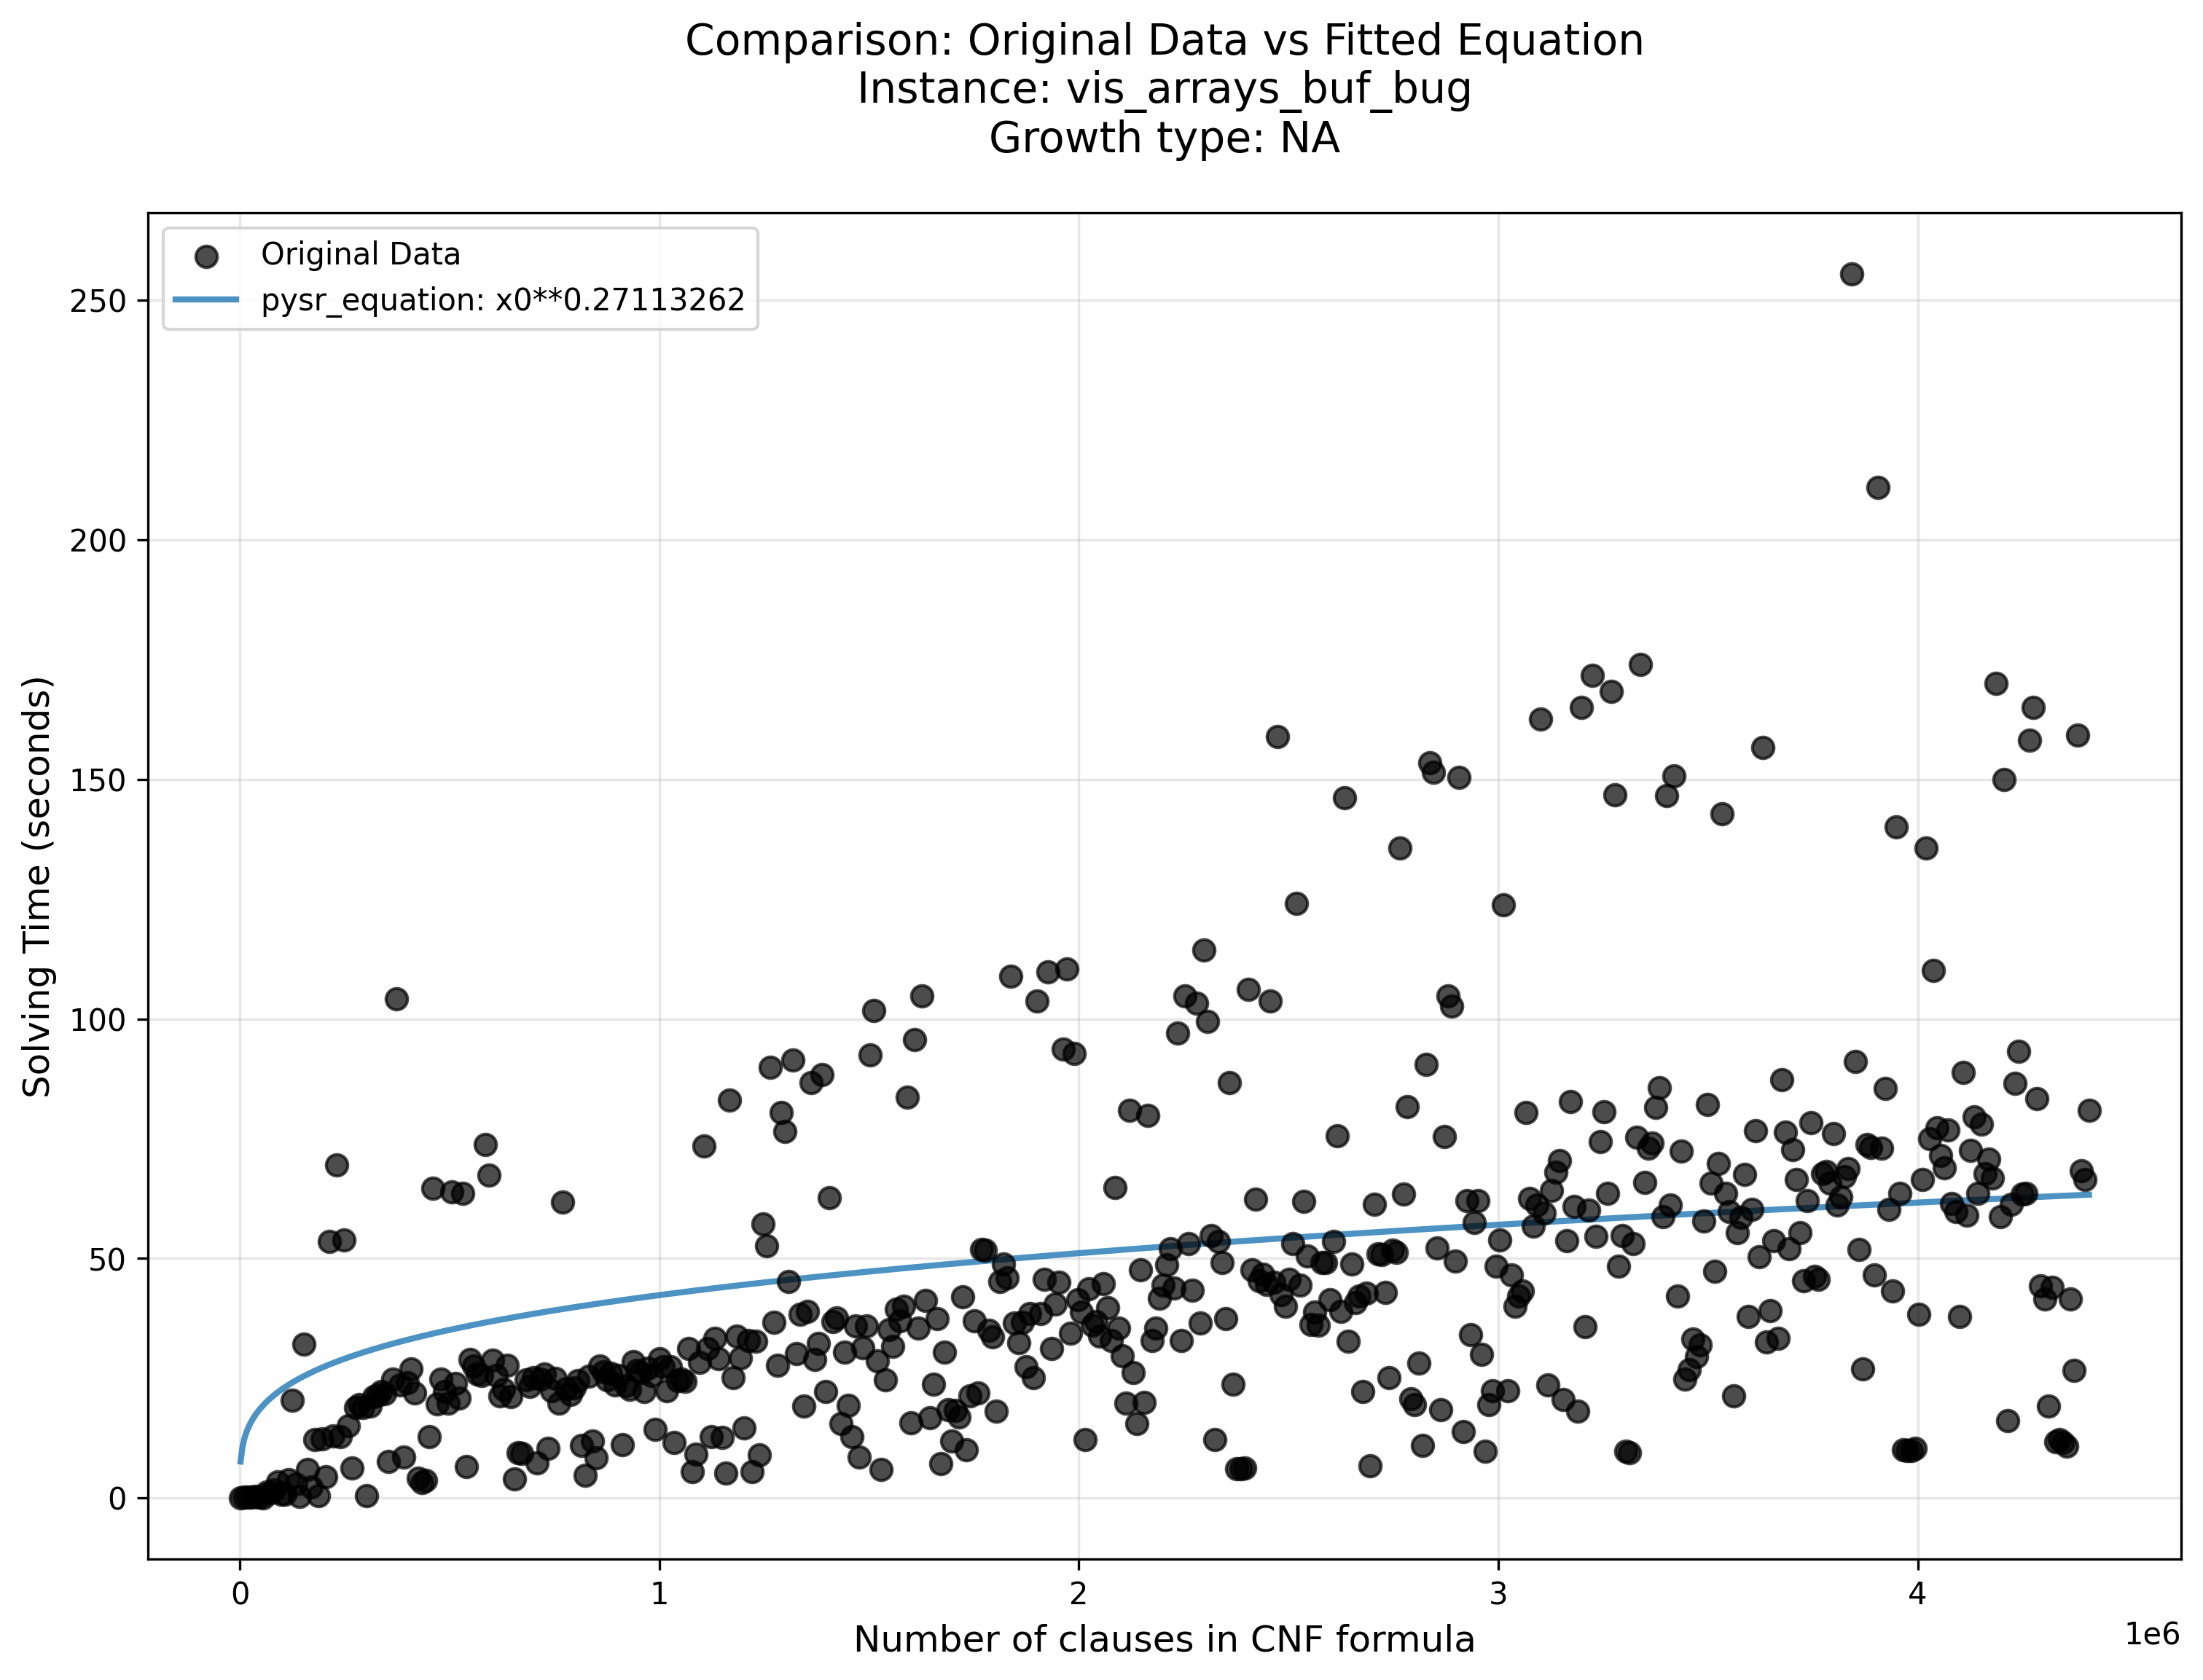 Comparison: Original Data vs Fitted Equation
Instance: vis_arrays_buf_bug
Growth type: NA
Original Data
pysr_equation: x0**0.27113262
Solving Time (seconds)
250
200
150
100
50
0
0 1 2 3 4
1e6
Number of clauses in CNF formula